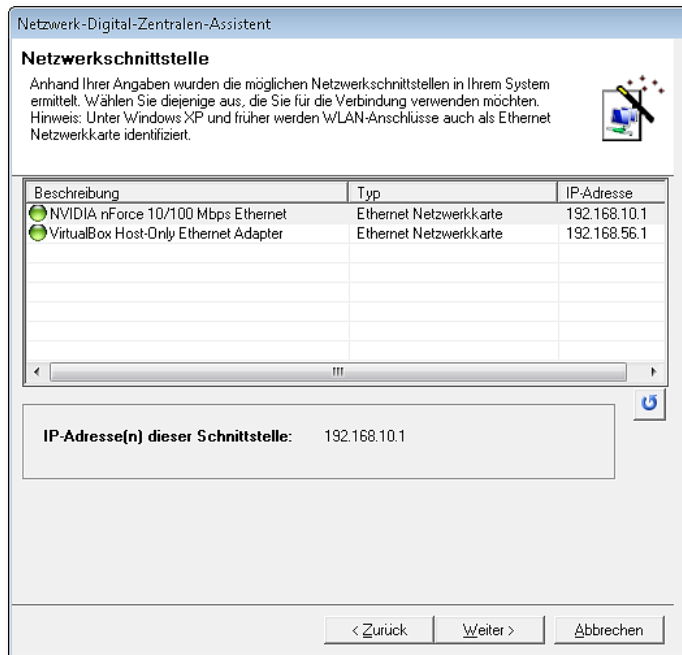 Netzwerk-Digital-Zentralen-Assistent
Netzwerkschnittstelle
Anhand Ihrer Angaben wurden die möglichen Netzwerkschnittstellen in Ihrem System
ermittelt. Wählen Sie diejenige aus, die Sie für die Verbindung verwenden möchten.
Hinweis: Unter Windows XP und früher werden WLAN-Anschlüsse auch als Ethernet
Netzwerkkarte identifiziert.
Beschreibung Typ IP-Adresse
NVIDIA nForce 10/100 Mbps Ethernet Ethernet Netzwerkkarte 192.168.10.1
VirtualBox Host-Only Ethernet Adapter Ethernet Netzwerkkarte 192.168.56.1
IP-Adresse(n) dieser Schnittstelle: 192.168.10.1
< Zurück Weiter > Abbrechen